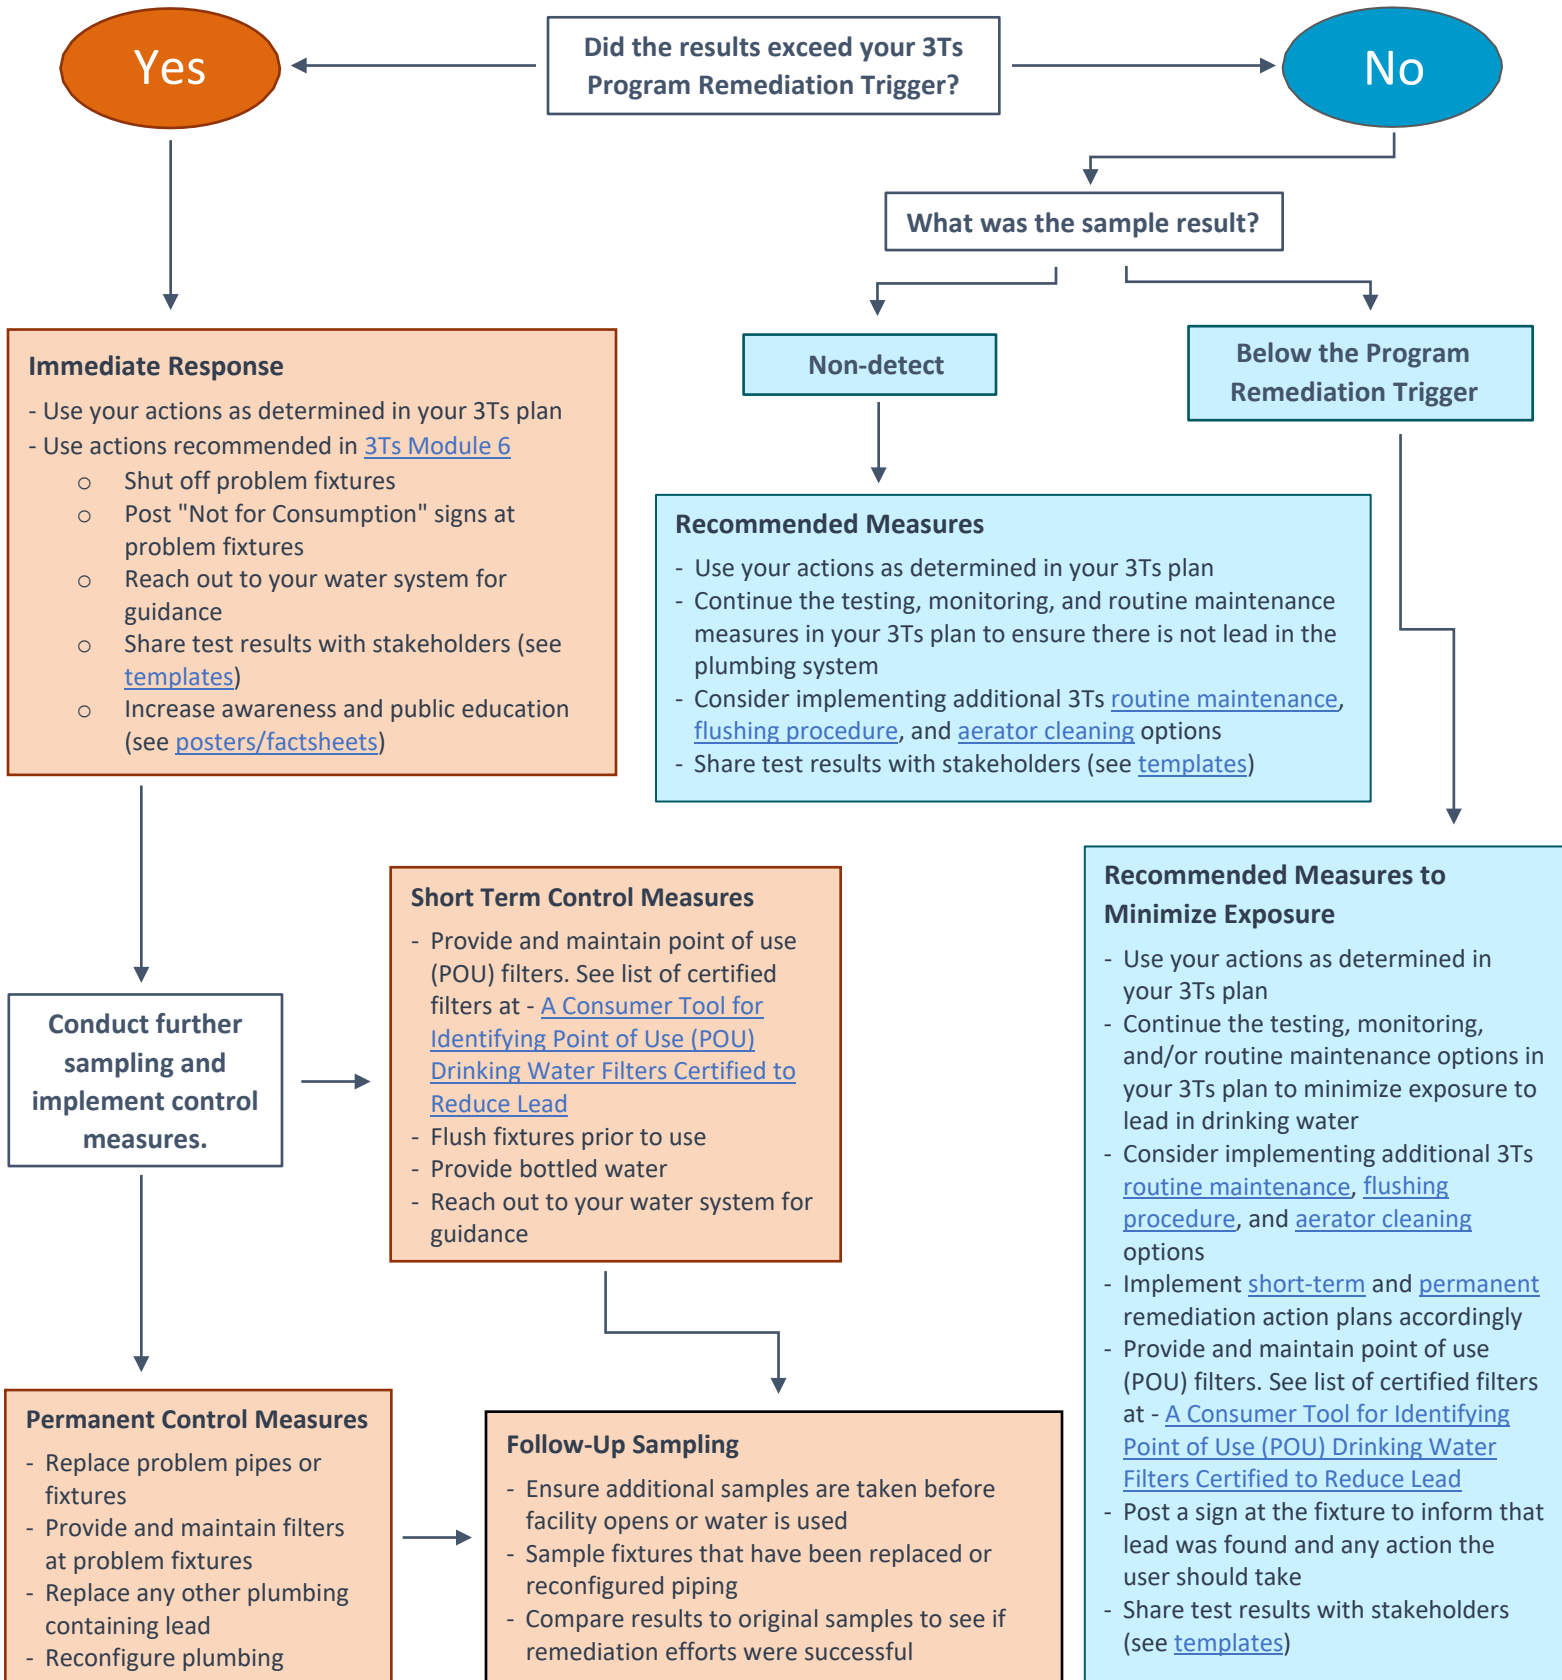 Did the results exceed your 3Ts
Program Remediation Trigger?
Yes
No
What was the sample result?
Non-detect
Below the Program
Remediation Trigger
Immediate Response
- Use your actions as determined in your 3Ts plan
- Use actions recommended in 3Ts Module 6
o Shut off problem fixtures
o Post "Not for Consumption" signs at
problem fixtures
o Reach out to your water system for
guidance
o Share test results with stakeholders (see
templates)
o Increase awareness and public education
(see posters/factsheets)
Recommended Measures
- Use your actions as determined in your 3Ts plan
- Continue the testing, monitoring, and routine maintenance
measures in your 3Ts plan to ensure there is not lead in the
plumbing system
- Consider implementing additional 3Ts routine maintenance,
flushing procedure, and aerator cleaning options
- Share test results with stakeholders (see templates)
Conduct further
sampling and
implement control
measures.
Short Term Control Measures
- Provide and maintain point of use
(POU) filters. See list of certified
filters at - A Consumer Tool for
Identifying Point of Use (POU)
Drinking Water Filters Certified to
Reduce Lead
- Flush fixtures prior to use
- Provide bottled water
- Reach out to your water system for
guidance
Recommended Measures to
Minimize Exposure
- Use your actions as determined in
your 3Ts plan
- Continue the testing, monitoring,
and/or routine maintenance options in
your 3Ts plan to minimize exposure to
lead in drinking water
- Consider implementing additional 3Ts
routine maintenance, flushing
procedure, and aerator cleaning
options
- Implement short-term and permanent
remediation action plans accordingly
- Provide and maintain point of use
(POU) filters. See list of certified filters
at - A Consumer Tool for Identifying
Point of Use (POU) Drinking Water
Filters Certified to Reduce Lead
- Post a sign at the fixture to inform that
lead was found and any action the
user should take
- Share test results with stakeholders
(see templates)
Permanent Control Measures
- Replace problem pipes or
fixtures
- Provide and maintain filters
at problem fixtures
- Replace any other plumbing
containing lead
- Reconfigure plumbing
Follow-Up Sampling
- Ensure additional samples are taken before
facility opens or water is used
- Sample fixtures that have been replaced or
reconfigured piping
- Compare results to original samples to see if
remediation efforts were successful